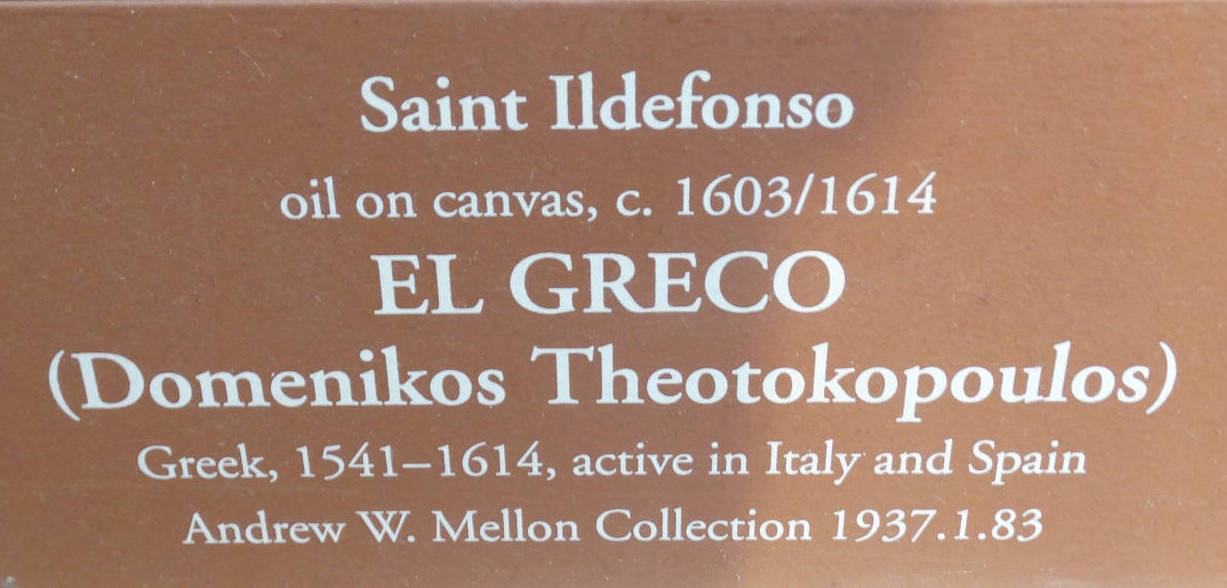 Saint Ildefonso
oil on canvas, c. 1603/1614
EL GRECO
(Domenikos Theotokopoulos)
Greek, 1541–1614, active in Italy and Spain
Andrew W. Mellon Collection 1937.1.83